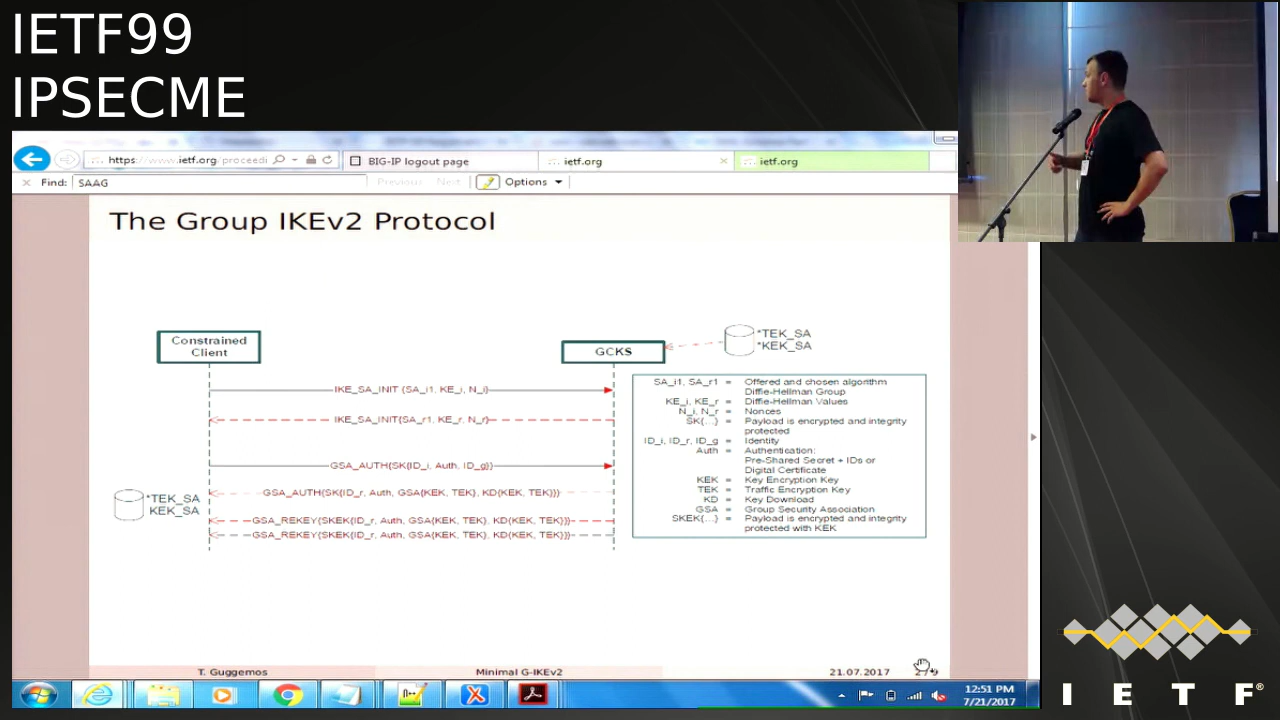 IETF99
IPSECME
https://www.ietf.org/proceedi
BIG-IP logout page
ietf.org
ietf.org
Find: SAAG
Previous Next Options
The Group IKEv2 Protocol
Constrained
Client
GCKS
*TEK_SA
*KEK_SA
IKE_SA_INIT {SA_i1, KE_i, N_i}
IKE_SA_INIT{SA_r1, KE_r, N_r}
GSA_AUTH{SK{ID_i, Auth, ID_g}}
GSA_AUTH{SK{ID_r, Auth, GSA{KEK, TEK}, KD{KEK, TEK}}}
*TEK_SA
KEK_SA
GSA_REKEY{SKEK{ID_r, Auth, GSA{KEK, TEK}, KD{KEK, TEK}}}
GSA_REKEY{SKEK{ID_r, Auth, GSA{KEK, TEK}, KD{KEK, TEK}}}
SA_i1, SA_r1 = Offered and chosen algorithm
Diffie-Hellman Group
KE_i, KE_r = Diffie-Hellman Values
N_i, N_r = Nonces
SK{...} = Payload is encrypted and integrity
protected
ID_i, ID_r, ID_g = Identity
Auth = Authentication:
Pre-Shared Secret + IDs or
Digital Certificate
KEK = Key Encryption Key
TEK = Traffic Encryption Key
KD = Key Download
GSA = Group Security Association
SKEK{...} = Payload is encrypted and integrity
protected with KEK
T. Guggemos
Minimal G-IKEv2
21.07.2017
12:51 PM
7/21/2017
IETF®